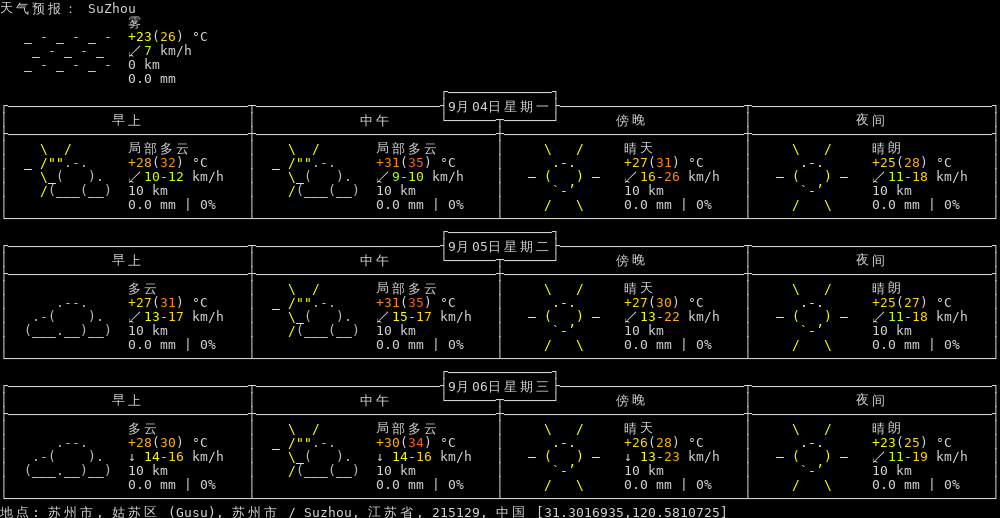 天气预报: SuZhou
雾
+23(26) °C
↙ 7 km/h
0 km
0.0 mm
9月04日星期一
早上 中午 傍晚 夜间
局部多云 局部多云 晴天 晴朗
+28(32) °C +31(35) °C +27(31) °C +25(28) °C
↙ 10-12 km/h ↙ 9-10 km/h ↙ 16-26 km/h ↙ 11-18 km/h
10 km 10 km 10 km 10 km
0.0 mm | 0% 0.0 mm | 0% 0.0 mm | 0% 0.0 mm | 0%
9月05日星期二
早上 中午 傍晚 夜间
多云 局部多云 晴天 晴朗
+27(31) °C +31(35) °C +27(30) °C +25(27) °C
↙ 13-17 km/h ↙ 15-17 km/h ↙ 13-22 km/h ↙ 11-18 km/h
10 km 10 km 10 km 10 km
0.0 mm | 0% 0.0 mm | 0% 0.0 mm | 0% 0.0 mm | 0%
9月06日星期三
早上 中午 傍晚 夜间
多云 局部多云 晴天 晴朗
+28(30) °C +30(34) °C +26(28) °C +23(25) °C
↓ 14-16 km/h ↓ 14-16 km/h ↓ 13-23 km/h ↙ 11-19 km/h
10 km 10 km 10 km 10 km
0.0 mm | 0% 0.0 mm | 0% 0.0 mm | 0% 0.0 mm | 0%
地点: 苏州市, 姑苏区 (Gusu), 苏州市 / Suzhou, 江苏省, 215129, 中国 [31.3016935,120.5810725]